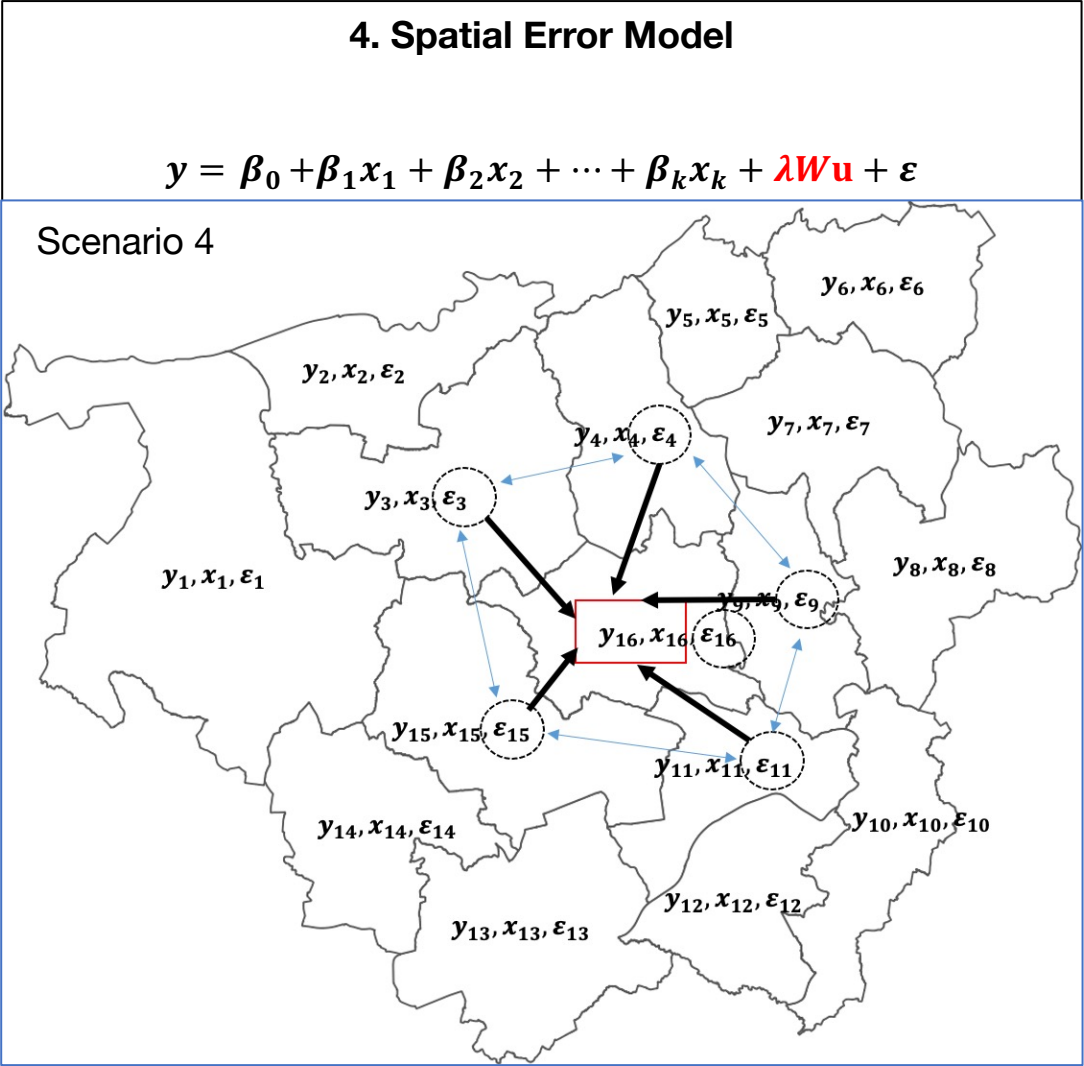 4. Spatial Error Model
y = β₀ +β₁x₁ + β₂x₂ + ⋯ + βₖxₖ + λWu + ε
Scenario 4
y₆, x₆, ε₆
y₅, x₅, ε₅
y₂, x₂, ε₂
y₇, x₇, ε₇
y₄, x₄, ε₄
y₃, x₃, ε₃
y₈, x₈, ε₈
y₁, x₁, ε₁
y₉, x₉, ε₉
y₁₆, x₁₆, ε₁₆
y₁₅, x₁₅, ε₁₅
y₁₁, x₁₁, ε₁₁
y₁₄, x₁₄, ε₁₄
y₁₀, x₁₀, ε₁₀
y₁₂, x₁₂, ε₁₂
y₁₃, x₁₃, ε₁₃